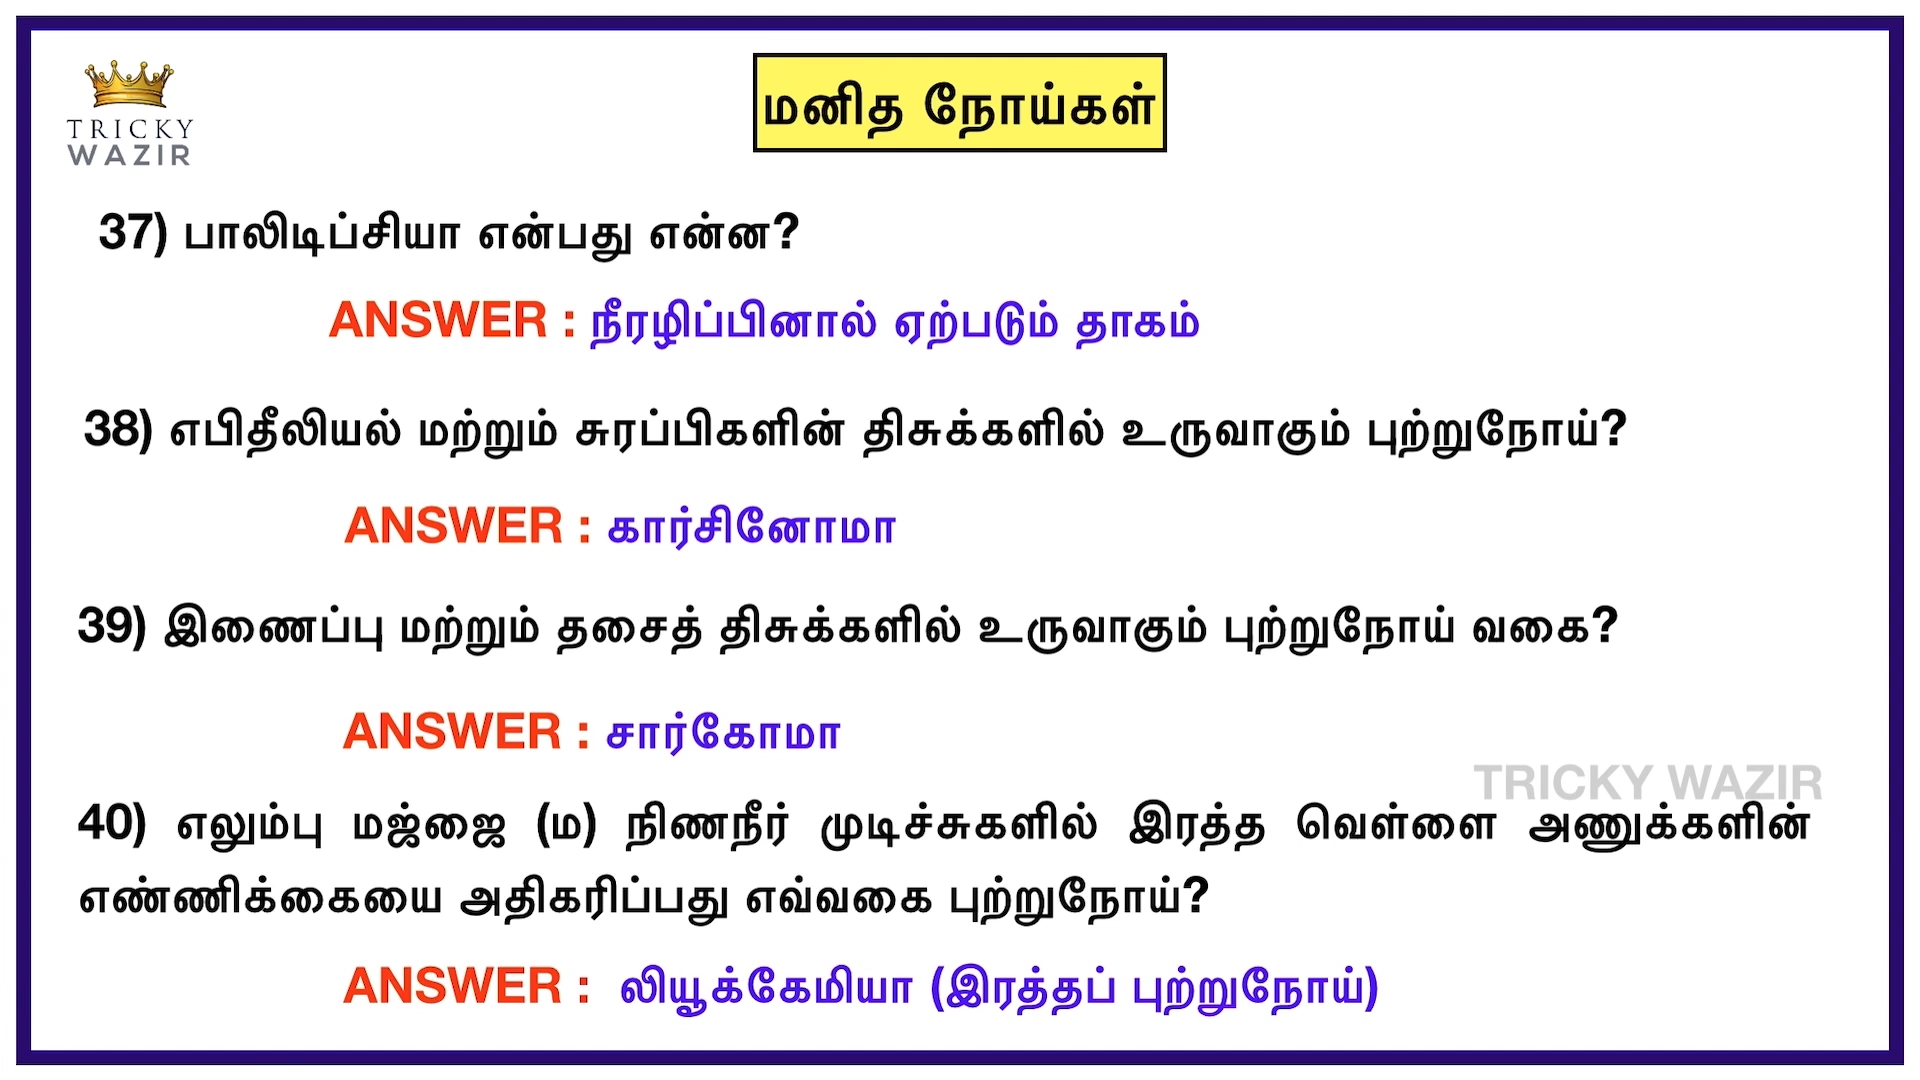 TRICKY
WAZIR
மனித நோய்கள்
37) பாலிடிப்சியா என்பது என்ன?
ANSWER : நீரழிப்பினால் ஏற்படும் தாகம்
38) எபிதீலியல் மற்றும் சுரப்பிகளின் திசுக்களில் உருவாகும் புற்றுநோய்?
ANSWER : கார்சினோமா
39) இணைப்பு மற்றும் தசைத் திசுக்களில் உருவாகும் புற்றுநோய் வகை?
ANSWER : சார்கோமா
TRICKY WAZIR
40) எலும்பு மஜ்ஜை (ம) நிணநீர் முடிச்சுகளில் இரத்த வெள்ளை அணுக்களின்
எண்ணிக்கையை அதிகரிப்பது எவ்வகை புற்றுநோய்?
ANSWER : லியூக்கேமியா (இரத்தப் புற்றுநோய்)